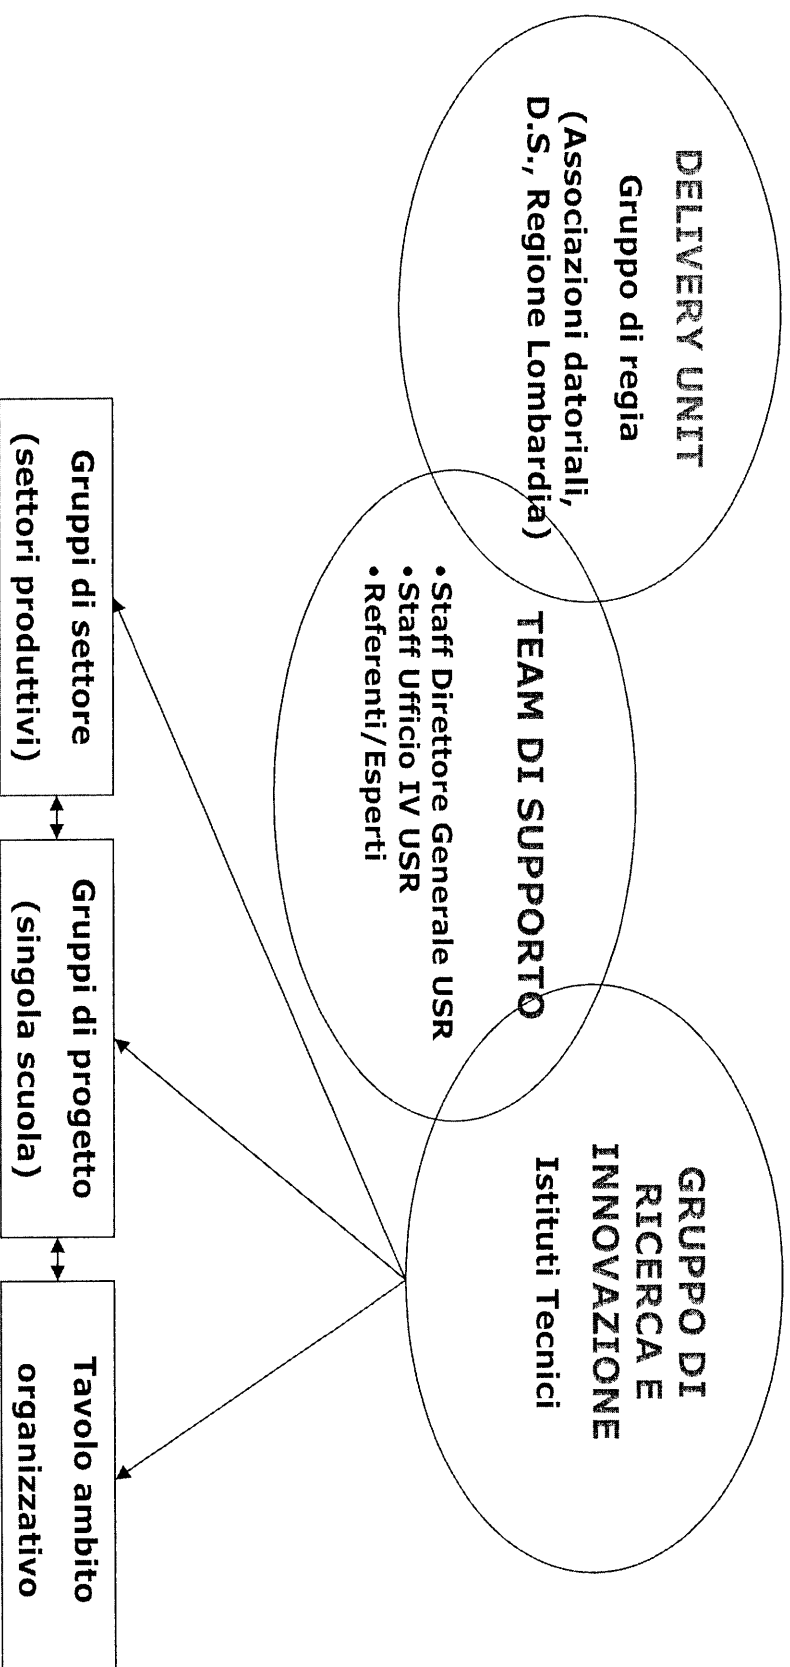 DELIVERY UNIT
Gruppo di regia
(Associazioni datoriali,
D.S., Regione Lombardia)
TEAM DI SUPPORTO
•Staff Direttore Generale USR
•Staff Ufficio IV USR
•Referenti/Esperti
GRUPPO DI
RICERCA E
INNOVAZIONE
Istituti Tecnici
Gruppi di settore
(settori produttivi)
Gruppi di progetto
(singola scuola)
Tavolo ambito
organizzativo